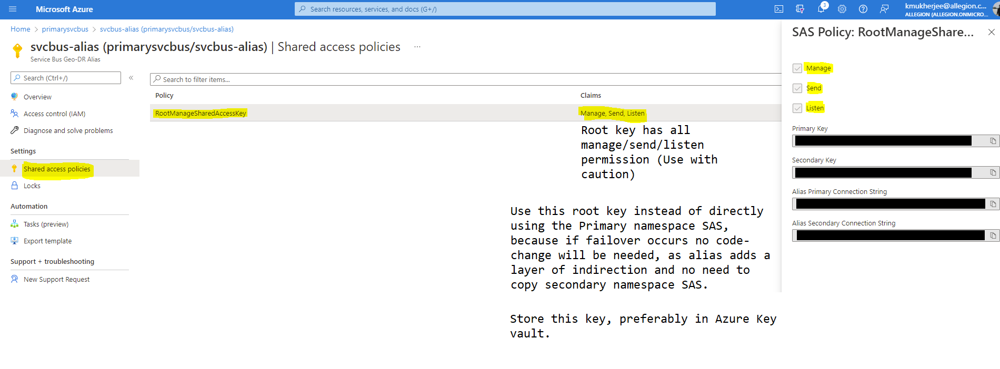 Microsoft Azure
Search resources, services, and docs (G+/)
3
kmukherjee@allegion.c...
ALLEGION (ALLEGION.ONMICRO...
Home > primarysvcbus > svcbus-alias (primarysvcbus/svcbus-alias)
svcbus-alias (primarysvcbus/svcbus-alias) | Shared access policies ...
Service Bus Geo-DR Alias
Search (Ctrl+/)
«
Overview
Access control (IAM)
Diagnose and solve problems
Settings
Shared access policies
Locks
Automation
Tasks (preview)
Export template
Support + troubleshooting
New Support Request
Search to filter items...
Policy
Claims
RootManageSharedAccessKey
Manage, Send, Listen
Root key has all
manage/send/listen
permission (Use with
caution)
Use this root key instead of directly
using the Primary namespace SAS,
because if failover occurs no code-
change will be needed, as alias adds a
layer of indirection and no need to
copy secondary namespace SAS.
Store this key, preferably in Azure Key
vault.
SAS Policy: RootManageShare...
Manage
Send
Listen
Primary Key
Secondary Key
Alias Primary Connection String
Alias Secondary Connection String